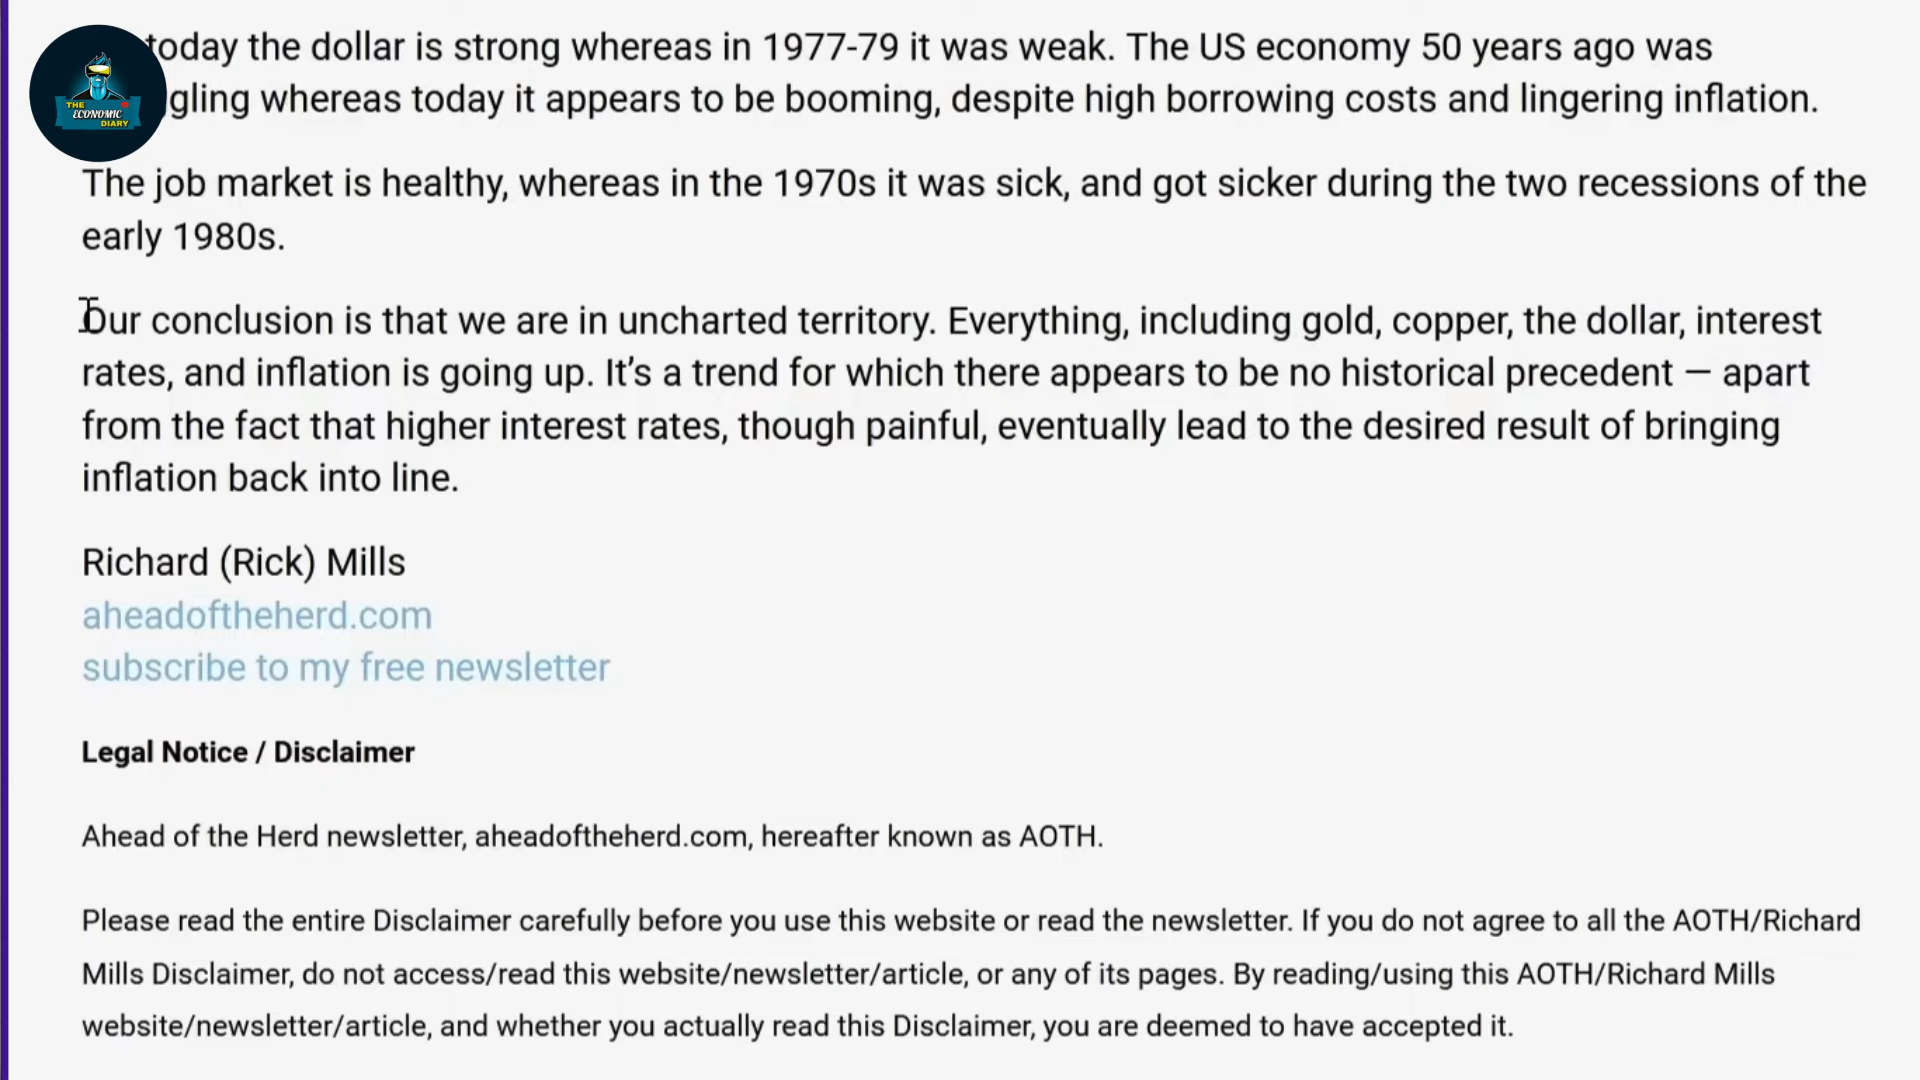 THE
ECONOMIC
DIARY
today the dollar is strong whereas in 1977-79 it was weak. The US economy 50 years ago was
gling whereas today it appears to be booming, despite high borrowing costs and lingering inflation.
The job market is healthy, whereas in the 1970s it was sick, and got sicker during the two recessions of the
early 1980s.
Our conclusion is that we are in uncharted territory. Everything, including gold, copper, the dollar, interest
rates, and inflation is going up. It’s a trend for which there appears to be no historical precedent — apart
from the fact that higher interest rates, though painful, eventually lead to the desired result of bringing
inflation back into line.
Richard (Rick) Mills
aheadoftheherd.com
subscribe to my free newsletter
Legal Notice / Disclaimer
Ahead of the Herd newsletter, aheadoftheherd.com, hereafter known as AOTH.
Please read the entire Disclaimer carefully before you use this website or read the newsletter. If you do not agree to all the AOTH/Richard
Mills Disclaimer, do not access/read this website/newsletter/article, or any of its pages. By reading/using this AOTH/Richard Mills
website/newsletter/article, and whether you actually read this Disclaimer, you are deemed to have accepted it.